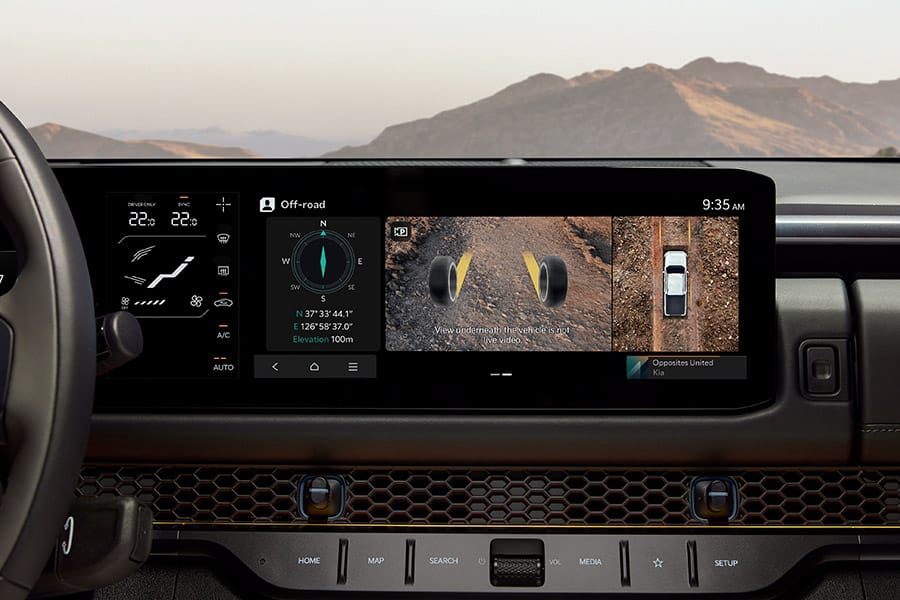 DRIVER ONLY
SYNC
22.0
22.0
OFF
A/C
AUTO
Off-road
9:35 AM
N
NW
NE
W
E
SW
SE
S
N 37°33'44.1"
E 126°58'37.0"
Elevation 100m
P
View underneath the vehicle is not
live video.
Opposites United
Kia
HOME
MAP
SEARCH
VOL
MEDIA
SETUP